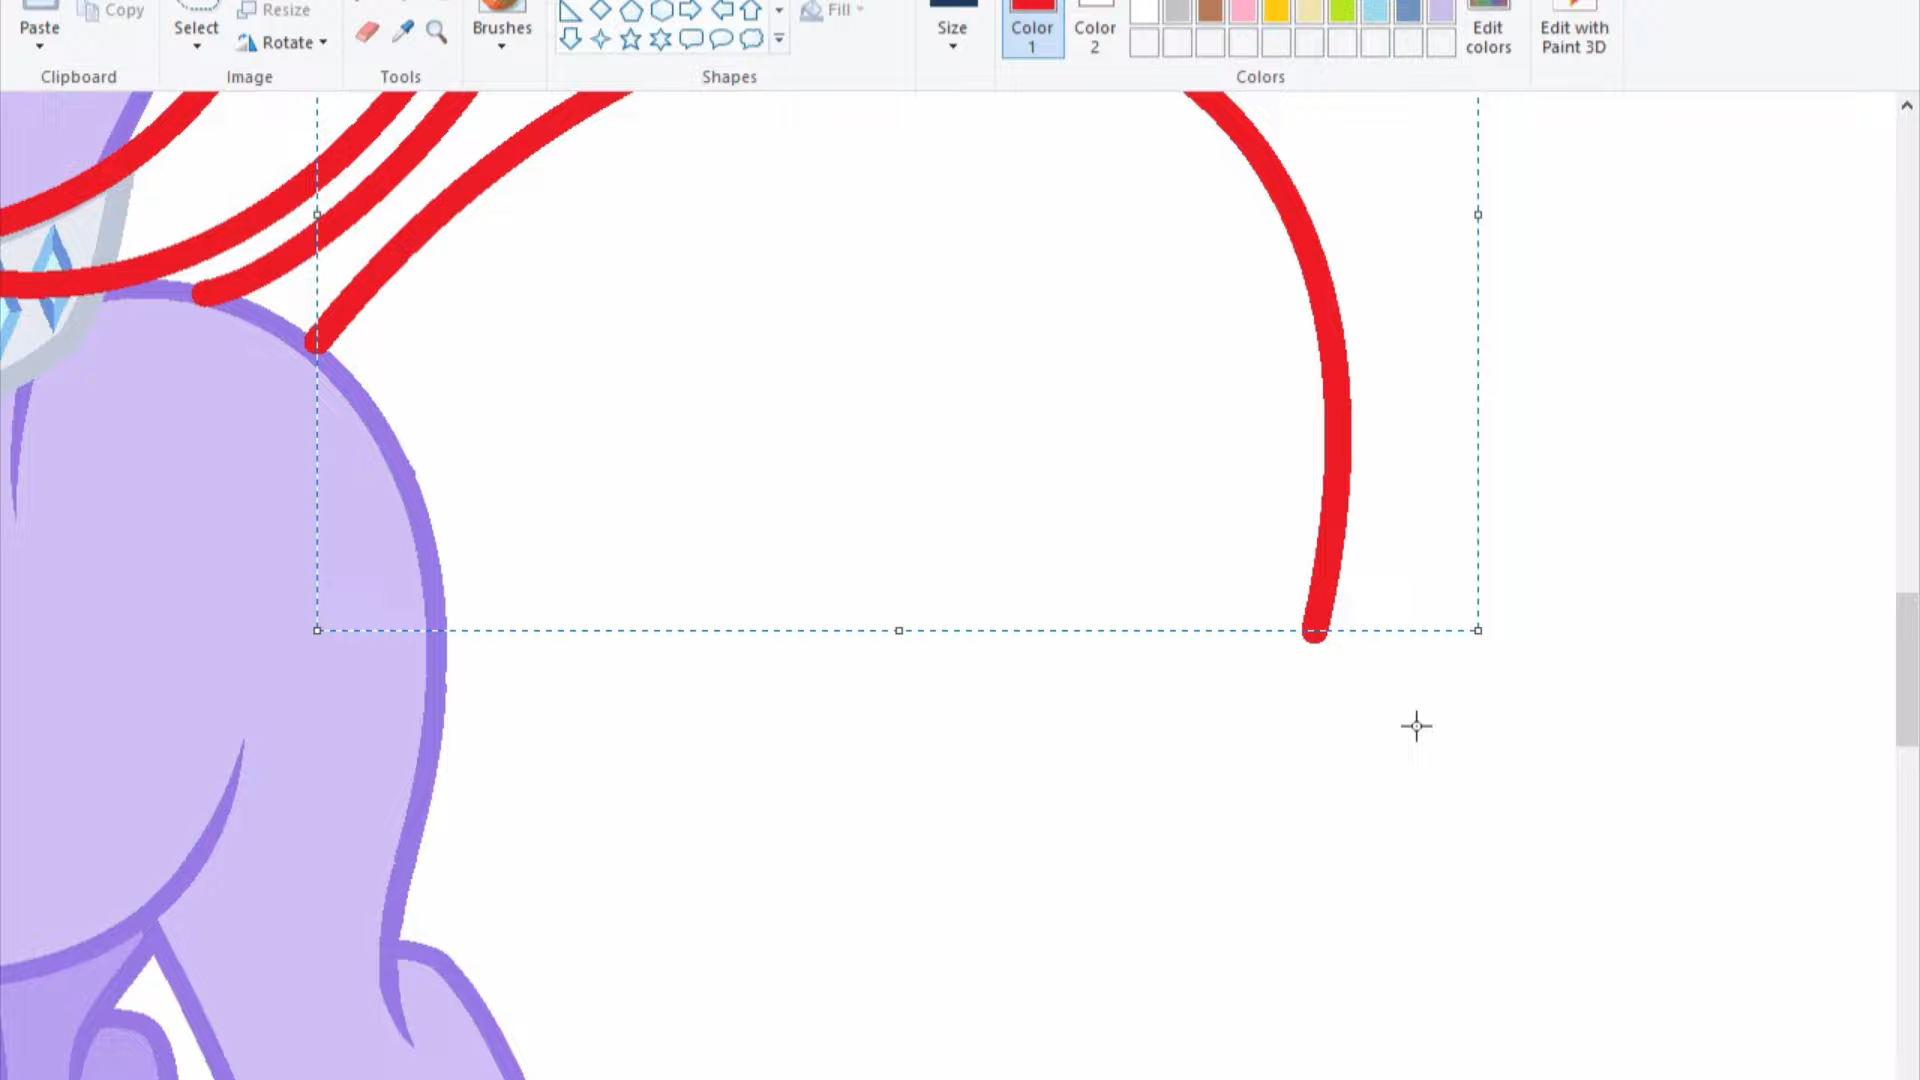 Resize
Copy
Fill
Paste
Select
Rotate
Brushes
Size
Color
1
Color
2
Edit
colors
Edit with
Paint 3D
Clipboard
Image
Tools
Shapes
Colors